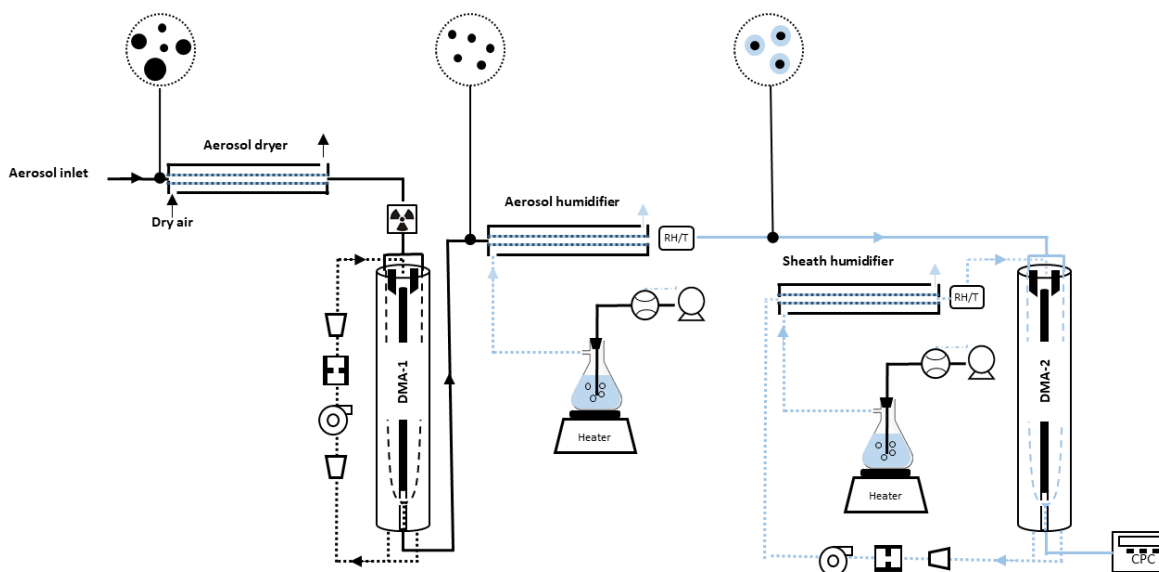 Aerosol dryer
Aerosol inlet
Dry air
Aerosol humidifier
RH/T
Sheath humidifier
RH/T
DMA-1
DMA-2
Heater
Heater
CPC